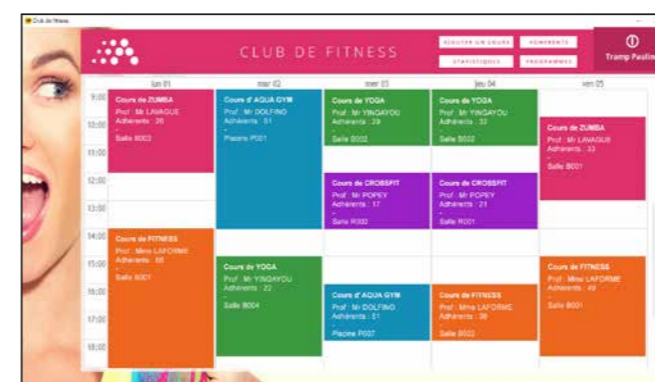 Club de fitness
CLUB DE FITNESS
AJOUTER UN COURS
ADHERENTS
STATISTIQUES
PROGRAMMES
Tramp Pauline
lun 01
mar 02
mer 03
jeu 04
ven 05
9:00
10:00
11:00
12:00
13:00
14:00
15:00
16:00
17:00
18:00
Cours de ZUMBA
Prof : Mr LAVAGUE
Adhérents : 26
-
Salle B003
Cours de FITNESS
Prof : Mme LAFORME
Adhérents :
-
Salle B001
Cours d' AQUA GYM
Prof : Mr DOLFINO
Adhérents : 51
-
Piscine P001
Cours de YOGA
Prof : Mr YINGAYOU
Adhérents : 22
-
Salle B004
Cours de YOGA
Prof : Mr YINGAYOU
Adhérents : 29
-
Salle B002
Cours de CROSSFIT
Prof : Mr POPEY
Adhérents : 17
-
Salle R002
Cours d' AQUA GYM
Prof : Mr DOLFINO
Adhérents : 51
-
Piscine P007
Cours de YOGA
Prof : Mr YINGAYOU
Adhérents : 32
-
Salle B002
Cours de CROSSFIT
Prof : Mr POPEY
Adhérents : 21
-
Salle R001
Cours de FITNESS
Prof : Mme LAFORME
Adhérents : 38
-
Salle B002
Cours de ZUMBA
Prof : Mr LAVAGUE
Adhérents : 33
-
Salle B001
Cours de FITNESS
Prof : Mme LAFORME
Adhérents : 49
-
Salle B001